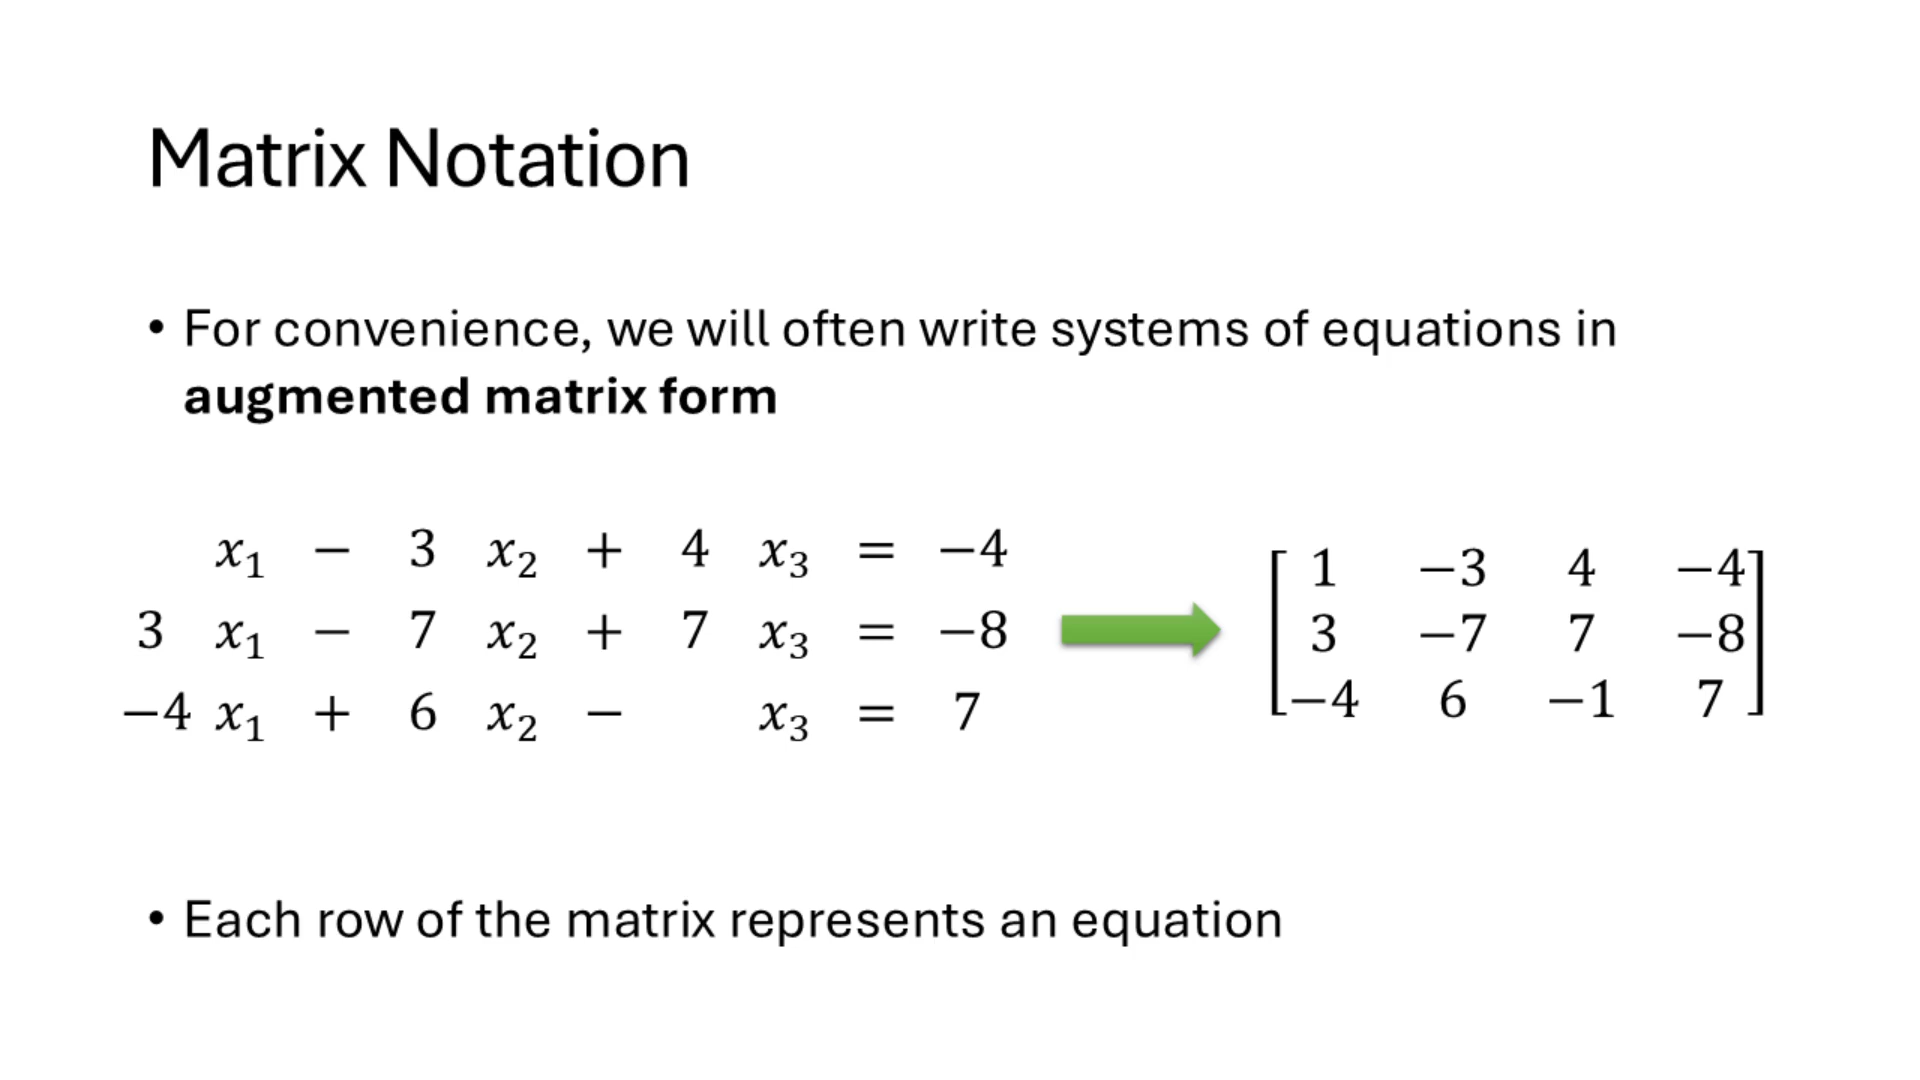 Matrix Notation
• For convenience, we will often write systems of equations in
augmented matrix form
x₁ − 3 x₂ + 4 x₃ = −4
3 x₁ − 7 x₂ + 7 x₃ = −8
−4 x₁ + 6 x₂ − x₃ = 7
1 −3 4 −4
3 −7 7 −8
−4 6 −1 7
• Each row of the matrix represents an equation